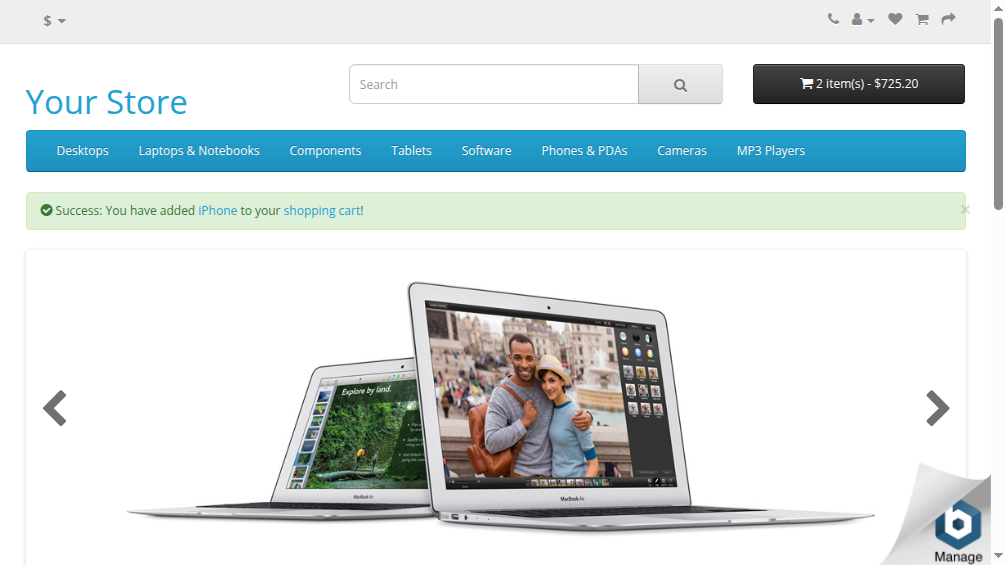 $
Your Store
Search
2 item(s) - $725.20
Desktops
Laptops & Notebooks
Components
Tablets
Software
Phones & PDAs
Cameras
MP3 Players
Success: You have added iPhone to your shopping cart!
×
Explore by land.
MacBook Air
MacBook Air
Manage